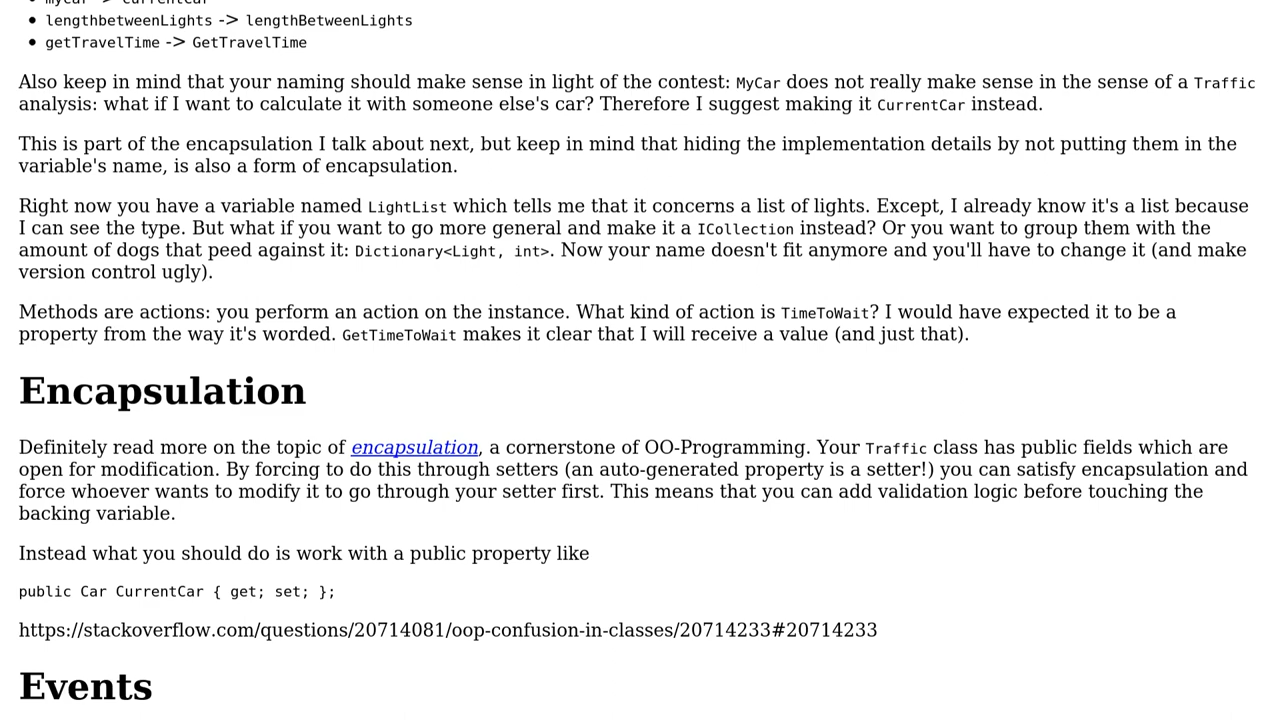 • lengthbetweenLights -> lengthBetweenLights
• getTravelTime -> GetTravelTime
Also keep in mind that your naming should make sense in light of the contest: MyCar does not really make sense in the sense of a Traffic
analysis: what if I want to calculate it with someone else's car? Therefore I suggest making it CurrentCar instead.
This is part of the encapsulation I talk about next, but keep in mind that hiding the implementation details by not putting them in the
variable's name, is also a form of encapsulation.
Right now you have a variable named LightList which tells me that it concerns a list of lights. Except, I already know it's a list because
I can see the type. But what if you want to go more general and make it a ICollection instead? Or you want to group them with the
amount of dogs that peed against it: Dictionary<Light, int>. Now your name doesn't fit anymore and you'll have to change it (and make
version control ugly).
Methods are actions: you perform an action on the instance. What kind of action is TimeToWait? I would have expected it to be a
property from the way it's worded. GetTimeToWait makes it clear that I will receive a value (and just that).
Encapsulation
Definitely read more on the topic of encapsulation, a cornerstone of OO-Programming. Your Traffic class has public fields which are
open for modification. By forcing to do this through setters (an auto-generated property is a setter!) you can satisfy encapsulation and
force whoever wants to modify it to go through your setter first. This means that you can add validation logic before touching the
backing variable.
Instead what you should do is work with a public property like
public Car CurrentCar { get; set; };
https://stackoverflow.com/questions/20714081/oop-confusion-in-classes/20714233#20714233
Events